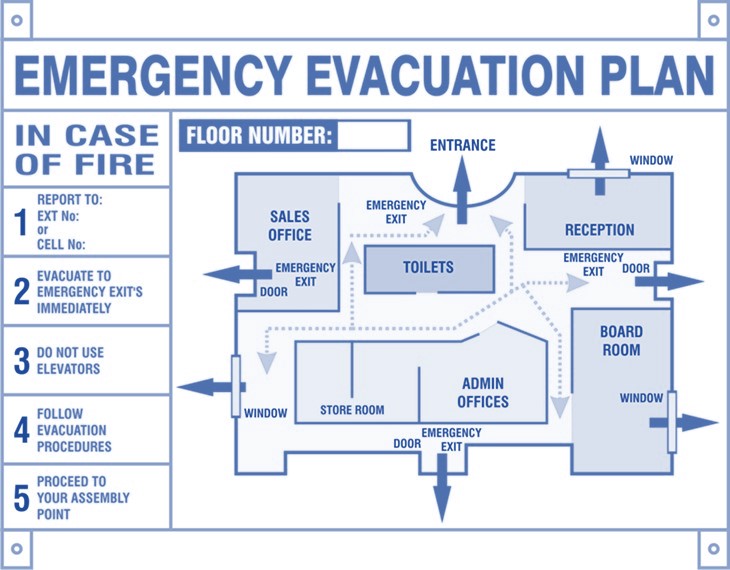 EMERGENCY EVACUATION PLAN
IN CASE
OF FIRE
1
REPORT TO:
EXT No:
or
CELL No:
2
EVACUATE TO
EMERGENCY EXIT'S
IMMEDIATELY
3
DO NOT USE
ELEVATORS
4
FOLLOW
EVACUATION
PROCEDURES
5
PROCEED TO
YOUR ASSEMBLY
POINT
FLOOR NUMBER:
ENTRANCE
WINDOW
EMERGENCY
EXIT
SALES
OFFICE
RECEPTION
TOILETS
EMERGENCY
EXIT
DOOR
EMERGENCY
EXIT
DOOR
BOARD
ROOM
WINDOW
STORE ROOM
ADMIN
OFFICES
WINDOW
DOOR
EMERGENCY
EXIT